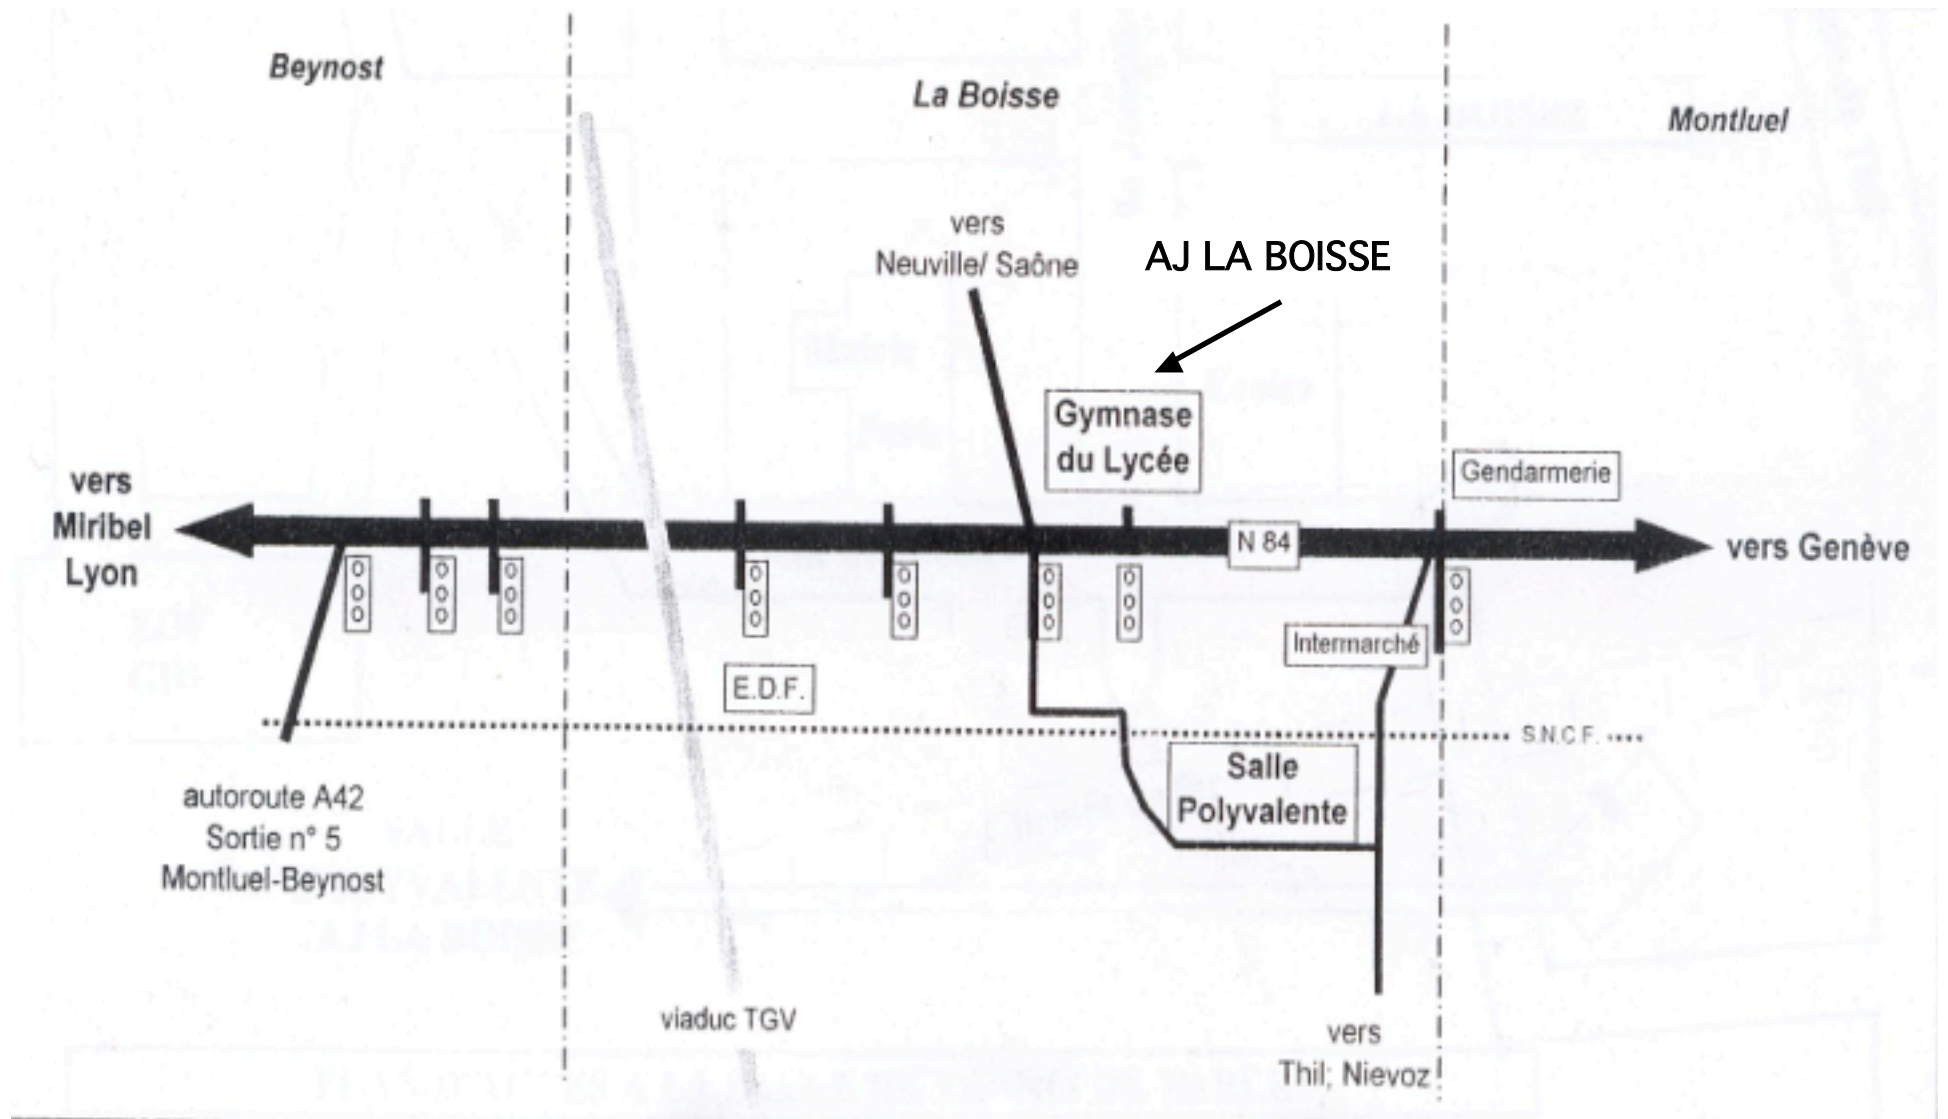 Beynost
La Boisse
Montluel
vers
Neuville/ Saône
AJ LA BOISSE
Gymnase
du Lycée
Gendarmerie
vers
Miribel
Lyon
N 84
vers Genève
Intermarché
E.D.F.
S.N.C.F.
Salle
Polyvalente
autoroute A42
Sortie n° 5
Montluel-Beynost
viaduc TGV
vers
Thil; Nievoz